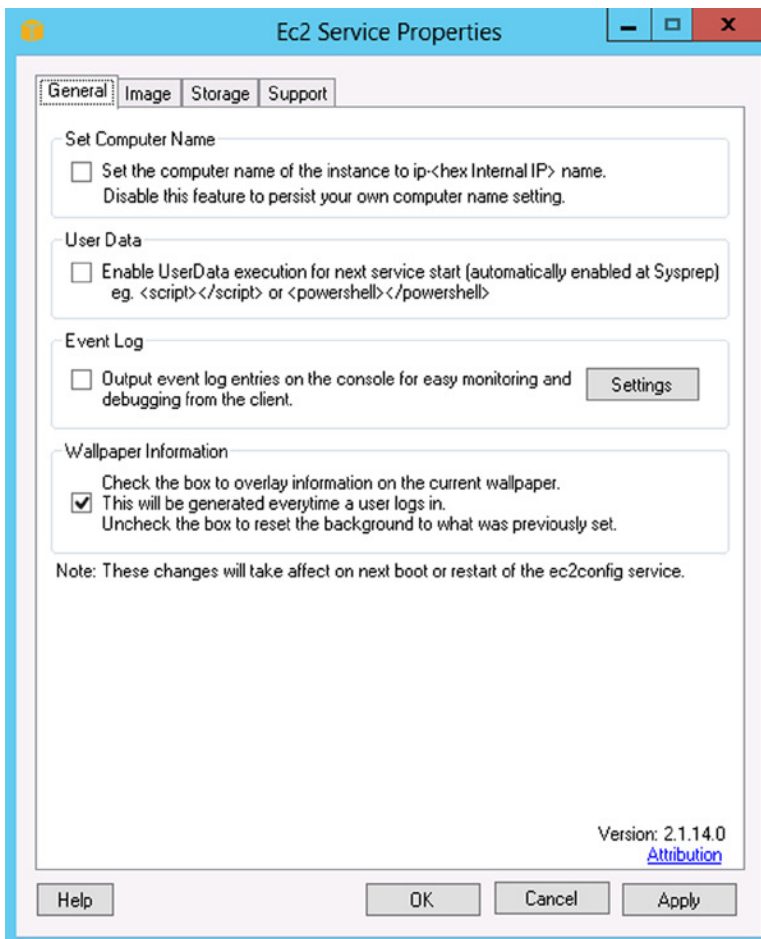 Ec2 Service Properties
General Image Storage Support
Set Computer Name
Set the computer name of the instance to ip-<hex Internal IP> name.
Disable this feature to persist your own computer name setting.
User Data
Enable UserData execution for next service start (automatically enabled at Sysprep)
eg. <script></script> or <powershell></powershell>
Event Log
Output event log entries on the console for easy monitoring and
debugging from the client.
Settings
Wallpaper Information
Check the box to overlay information on the current wallpaper.
This will be generated everytime a user logs in.
Uncheck the box to reset the background to what was previously set.
Note: These changes will take affect on next boot or restart of the ec2config service.
Version: 2.1.14.0
Attribution
Help OK Cancel Apply